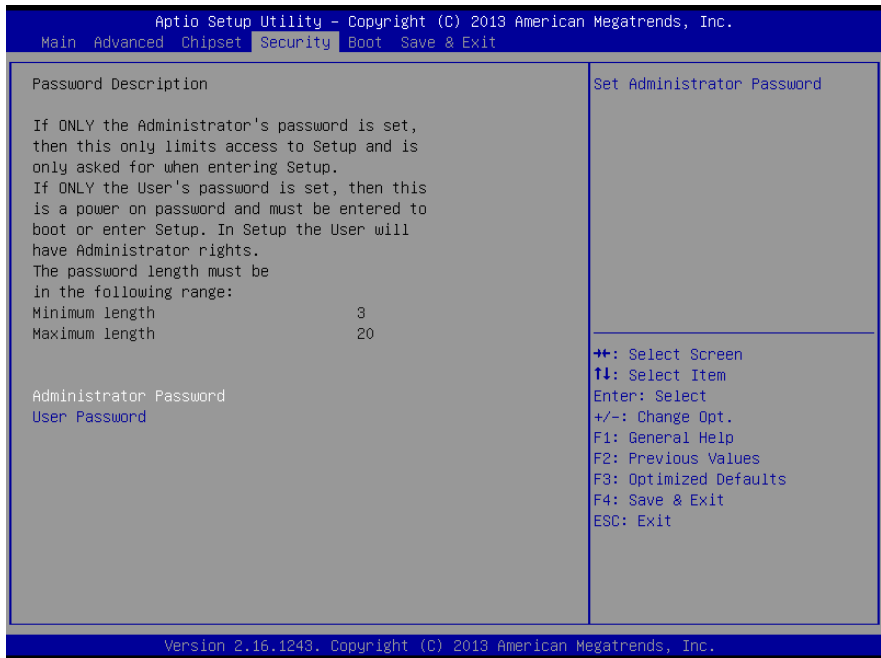 Aptio Setup Utility – Copyright (C) 2013 American Megatrends, Inc.
Main Advanced Chipset Security Boot Save & Exit
Password Description
If ONLY the Administrator's password is set,
then this only limits access to Setup and is
only asked for when entering Setup.
If ONLY the User's password is set, then this
is a power on password and must be entered to
boot or enter Setup. In Setup the User will
have Administrator rights.
The password length must be
in the following range:
Minimum length 3
Maximum length 20
Administrator Password
User Password
Set Administrator Password
→←: Select Screen
↑↓: Select Item
Enter: Select
+/-: Change Opt.
F1: General Help
F2: Previous Values
F3: Optimized Defaults
F4: Save & Exit
ESC: Exit
Version 2.16.1243. Copyright (C) 2013 American Megatrends, Inc.